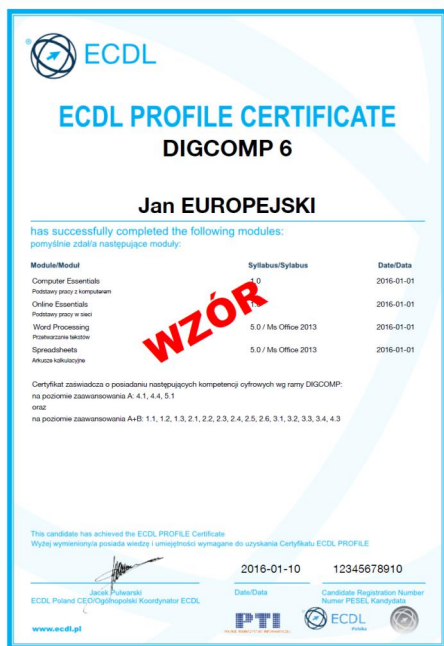 ECDL
ECDL PROFILE CERTIFICATE
DIGCOMP 6
Jan EUROPEJSKI
has successfully completed the following modules:
pomyślnie zdał/a następujące moduły:
Module/Moduł Syllabus/Sylabus Date/Data
Computer Essentials 1.0 2016-01-01
Podstawy pracy z komputerem
Online Essentials 2016-01-01
Podstawy pracy w sieci
Word Processing 5.0 / Ms Office 2013 2016-01-01
Przetwarzanie tekstów
Spreadsheets 5.0 / Ms Office 2013 2016-01-01
Arkusze kalkulacyjne
WZÓR
Certyfikat zaświadcza o posiadaniu następujących kompetencji cyfrowych wg ramy DIGCOMP:
na poziomie zaawansowania A: 4.1, 4.4, 5.1
oraz
na poziomie zaawansowania A+B: 1.1, 1.2, 1.3, 2.1, 2.2, 2.3, 2.4, 2.5, 2.6, 3.1, 3.2, 3.3, 3.4, 4.3
This candidate has achieved the ECDL PROFILE Certificate
Wyżej wymieniony/a posiada wiedzę i umiejętności wymagane do uzyskania Certyfikatu ECDL PROFILE
2016-01-10 12345678910
Jacek Pulwarski Date/Data Candidate Registration Number
ECDL Poland CEO/Ogólnopolski Koordynator ECDL Numer PESEL Kandydata
www.ecdl.pl
PTI
POLSKIE TOWARZYSTWO INFORMATYCZNE
ECDL
Polska